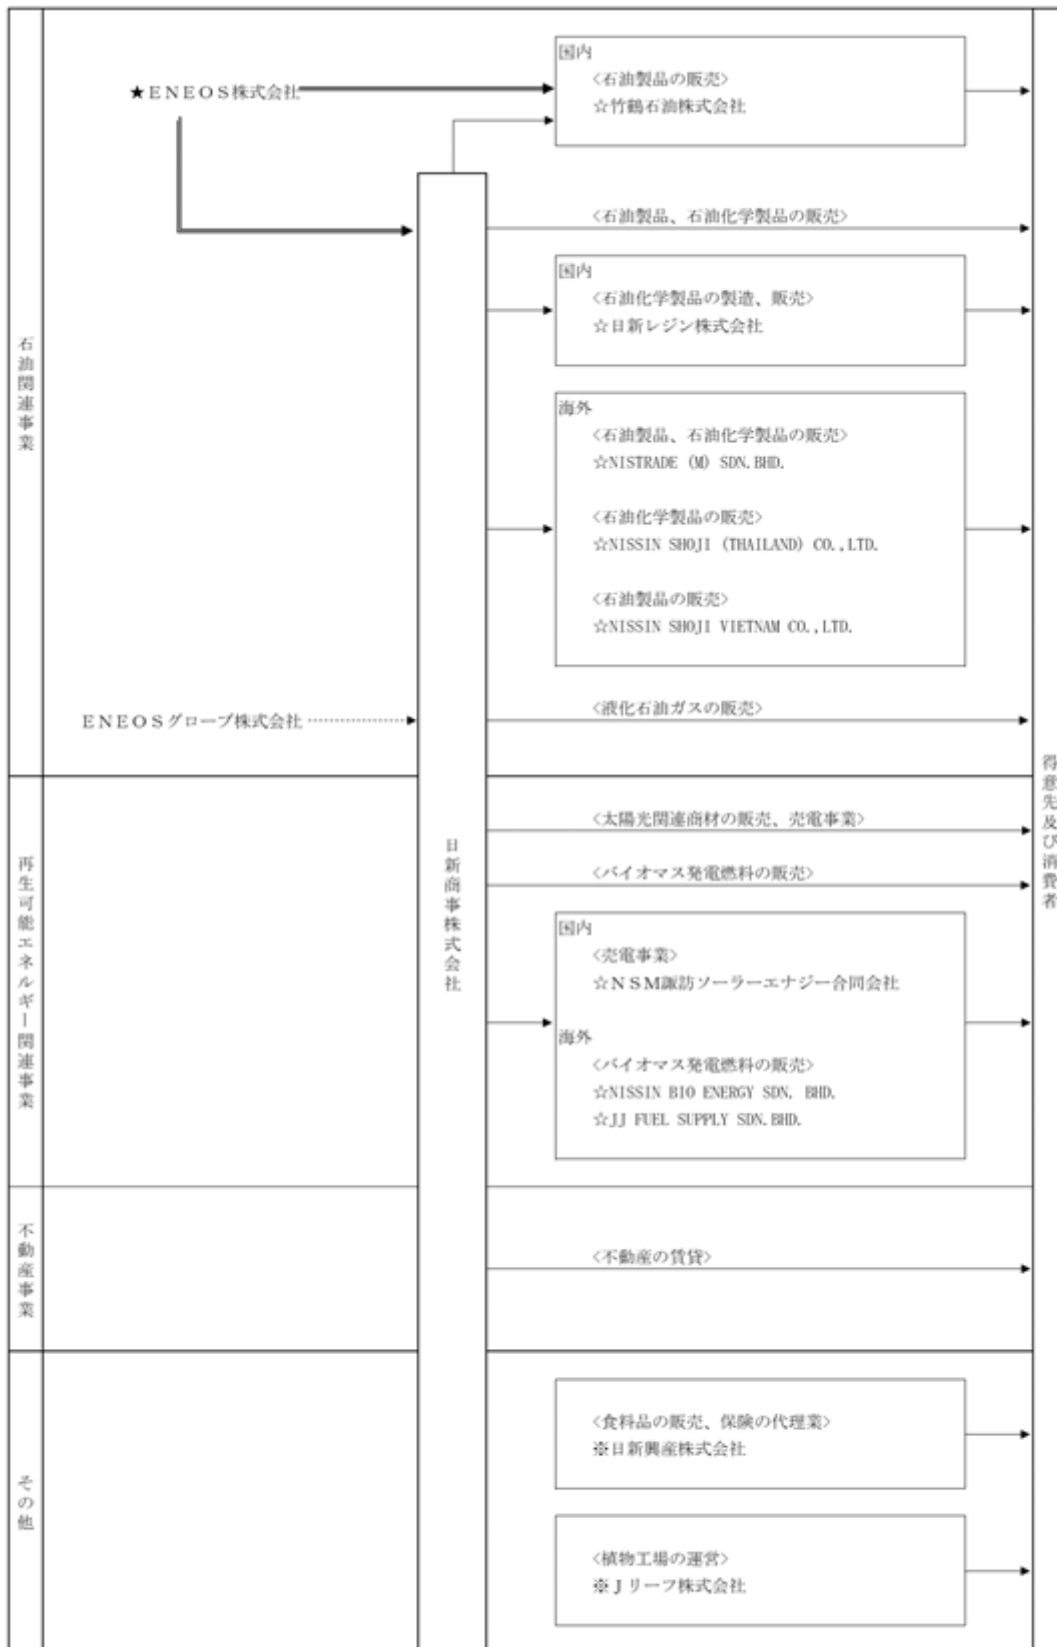 石油関連事業
★ＥＮＥＯＳ株式会社
国内
<石油製品の販売>
☆竹鶴石油株式会社
<石油製品、石油化学製品の販売>
国内
<石油化学製品の製造、販売>
☆日新レジン株式会社
海外
<石油製品、石油化学製品の販売>
☆NISTRADE (M) SDN.BHD.
<石油化学製品の販売>
☆NISSIN SHOJI (THAILAND) CO.,LTD.
<石油製品の販売>
☆NISSIN SHOJI VIETNAM CO.,LTD.
ＥＮＥＯＳグローブ株式会社
<液化石油ガスの販売>
日新商事株式会社
得意先及び消費者
再生可能エネルギー関連事業
<太陽光関連商材の販売、売電事業>
<バイオマス発電燃料の販売>
国内
<売電事業>
☆ＮＳＭ諏訪ソーラーエナジー合同会社
海外
<バイオマス発電燃料の販売>
☆NISSIN BIO ENERGY SDN. BHD.
☆JJ FUEL SUPPLY SDN.BHD.
不動産事業
<不動産の賃貸>
その他
<食料品の販売、保険の代理業>
※日新興産株式会社
<植物工場の運営>
※Ｊリーフ株式会社